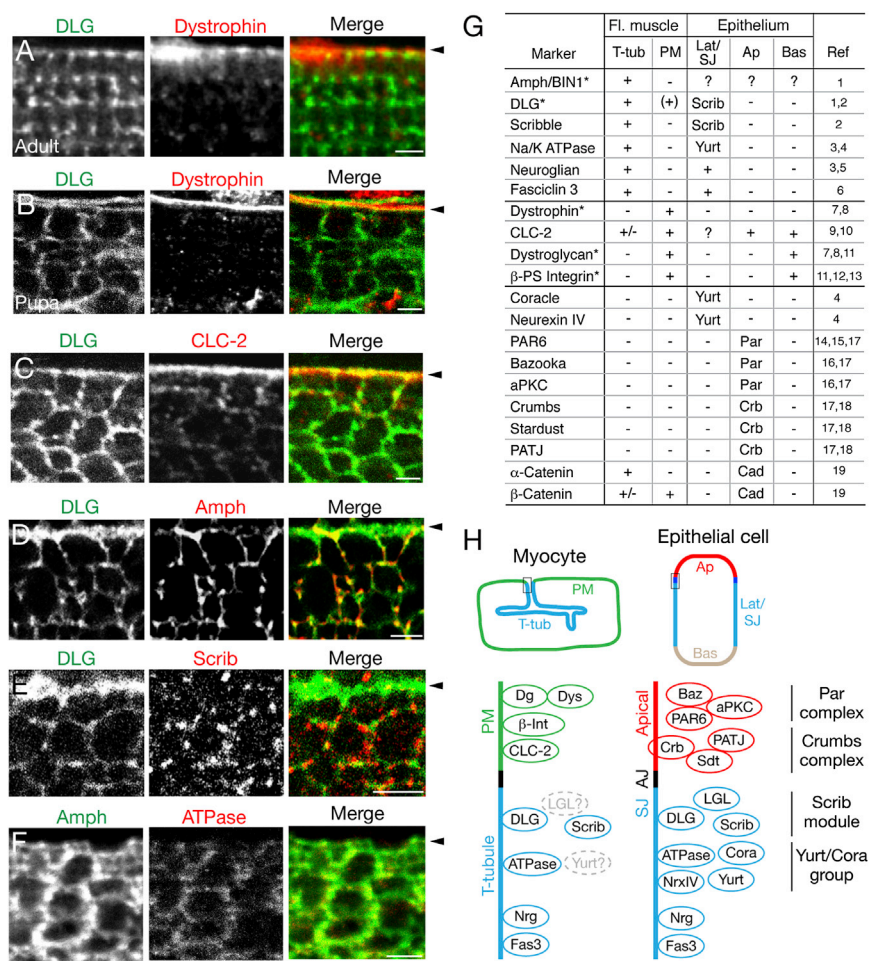 DLG Dystrophin Merge
A
Adult
DLG Dystrophin Merge
B
Pupa
DLG CLC-2 Merge
C
DLG Amph Merge
D
DLG Scrib Merge
E
Amph ATPase Merge
F
G
Fl. muscle Epithelium
Marker T-tub PM Lat/SJ Ap Bas Ref
Amph/BIN1* + - ? ? ? 1
DLG* + (+) Scrib - - 1,2
Scribble + - Scrib - - 2
Na/K ATPase + - Yurt - - 3,4
Neuroglian + - + - - 3,5
Fasciclin 3 + - + - - 6
Dystrophin* - + - - - 7,8
CLC-2 +/- + ? + + 9,10
Dystroglycan* - + - - + 7,8,11
β-PS Integrin* - + - - + 11,12,13
Coracle - - Yurt - - 4
Neurexin IV - - Yurt - - 4
PAR6 - - - Par - 14,15,17
Bazooka - - - Par - 16,17
aPKC - - - Par - 16,17
Crumbs - - - Crb - 17,18
Stardust - - - Crb - 17,18
PATJ - - - Crb - 17,18
α-Catenin + - - Cad - 19
β-Catenin +/- + - Cad - 19
H
Myocyte
PM
T-tub
Epithelial cell
Ap
Lat/
SJ
Bas
PM
Dg Dys
β-Int
CLC-2
T-tubule
LGL?
DLG
Scrib
ATPase Yurt?
Nrg
Fas3
Apical
AJ
SJ
Baz
aPKC
PAR6
PATJ
Crb
Sdt
LGL
DLG
Scrib
ATPase Cora
NrxIV Yurt
Nrg
Fas3
Par
complex
Crumbs
complex
Scrib
module
Yurt/Cora
group